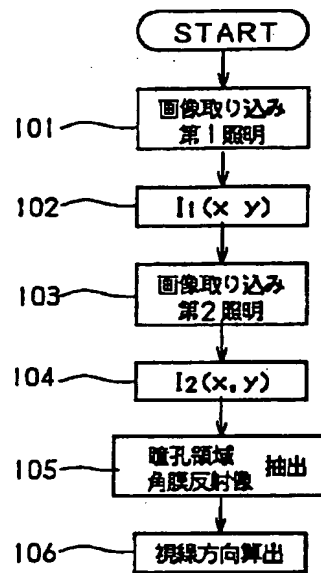 START
101
画像取り込み
第1照明
102
I1(x y)
103
画像取り込み
第2照明
104
I2(x,y)
105
瞳孔領域
角膜反射像 抽出
106
視線方向算出